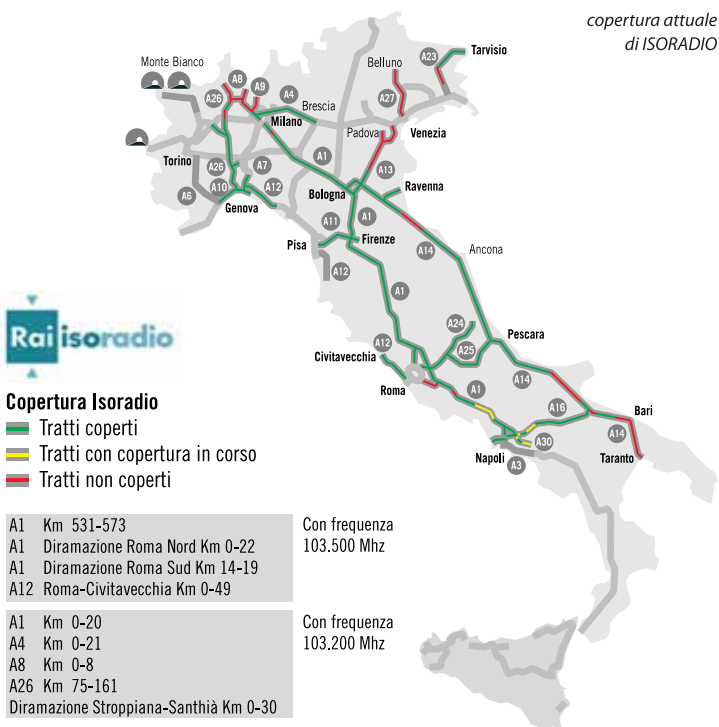 copertura attuale
di ISORADIO
Monte Bianco
A8
A9
A26
A4
Brescia
Milano
Belluno
A23
Tarvisio
A27
Padova
Venezia
Torino
A26
A7
A1
A13
A10
A12
A6
Genova
Bologna
Ravenna
A11
A1
Pisa
Firenze
A14
Ancona
A12
A1
A24
A12
A25
Pescara
Civitavecchia
Roma
A1
A14
A16
Bari
A30
A14
Napoli
A3
Taranto
Rai isoradio
Copertura Isoradio
Tratti coperti
Tratti con copertura in corso
Tratti non coperti
A1 Km 531-573
A1 Diramazione Roma Nord Km 0-22
A1 Diramazione Roma Sud Km 14-19
A12 Roma-Civitavecchia Km 0-49
Con frequenza
103.500 Mhz
A1 Km 0-20
A4 Km 0-21
A8 Km 0-8
A26 Km 75-161
Diramazione Stroppiana-Santhià Km 0-30
Con frequenza
103.200 Mhz